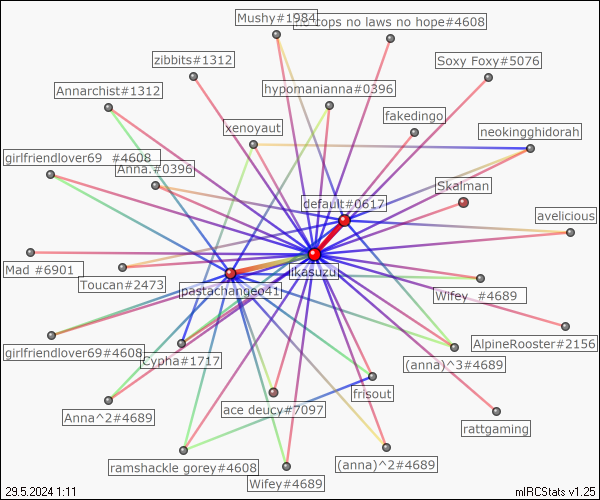 Mushy#1984
no cops no laws no hope#4608
zibbits#1312
Soxy Foxy*#5076
Annarchist#1312
hypomanianna#0396
fakedingo
xenoyaut
neokingghidorah
girlfriendlover69_#4608
Anna.#0396
Skalman
default#0617
avelicious
ikasuzu
Mad_#6901
Toucan#2473
pastachangeo41
Wifey_#4689
girlfriendlover69#4608
Cypha#1717
AlpineRooster#2156
(anna)^3#4689
frisout
Anna^2#4689
ace deucy#7097
rattgaming
ramshackle gorey#4608
(anna)^2#4689
Wifey#4689
29.5.2024 1:11
mIRCStats v1.25